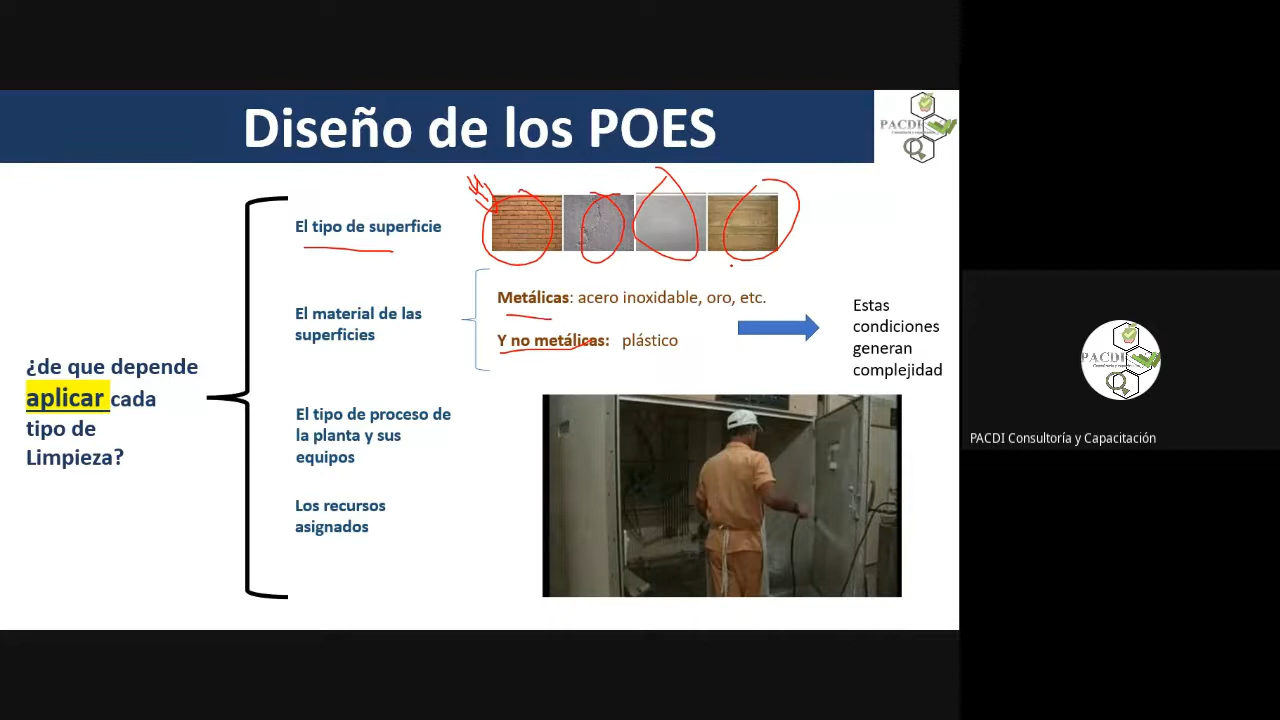 Diseño de los POES
PACDI
El tipo de superficie
El material de las
superficies
Metálicas: acero inoxidable, oro, etc.
Y no metálicas: plástico
Estas
condiciones
generan
complejidad
¿de que depende
aplicar cada
tipo de
Limpieza?
El tipo de proceso de
la planta y sus
equipos
Los recursos
asignados
PACDI
PACDI Consultoría y Capacitación